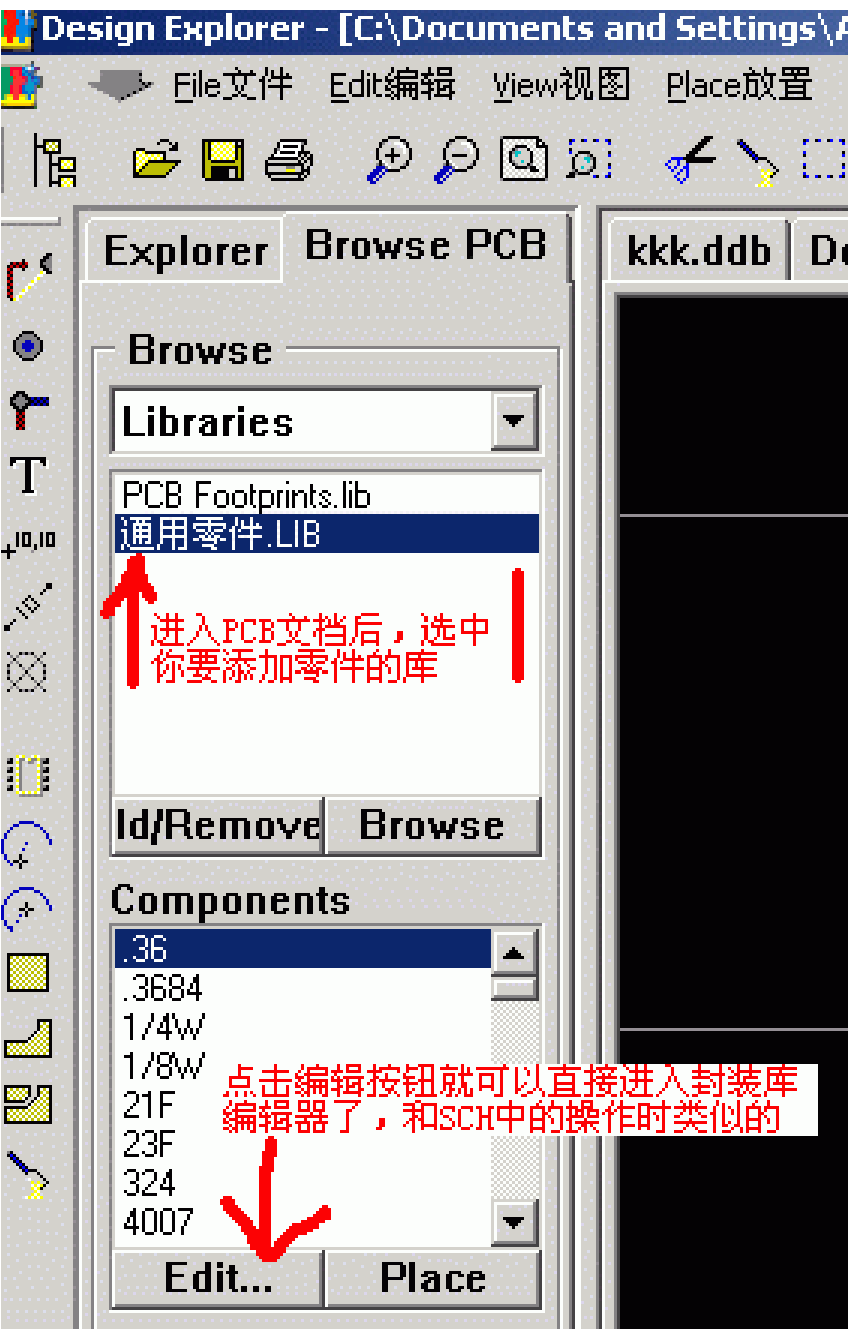 Design Explorer - [C:\Documents and Settings\A
File文件 Edit编辑 View视图 Place放置
Explorer Browse PCB kkk.ddb
Browse
Libraries
T
PCB Footprints.lib
通用零件.LIB
+10,10
10
进入PCB文档后，选中
你要添加零件的库
ld/Remove Browse
Components
.36
.3684
1/4W
1/8W
点击编辑按钮就可以直接进入封装库
21F
编辑器了，和SCH中的操作时类似的
23F
324
4007
Edit... Place